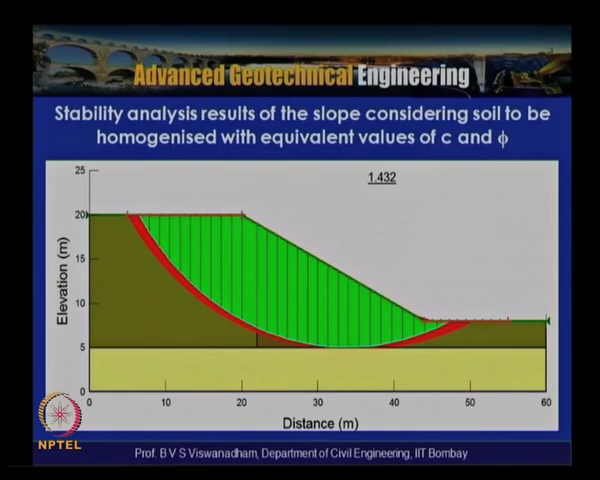 Advanced Geotechnical Engineering
Stability analysis results of the slope considering soil to be
homogenised with equivalent values of c and ϕ
1.432
25
20
15
10
5
0
Elevation (m)
0 10 20 30 40 50 60
Distance (m)
NPTEL
Prof. B V S Viswanadham, Department of Civil Engineering, IIT Bombay